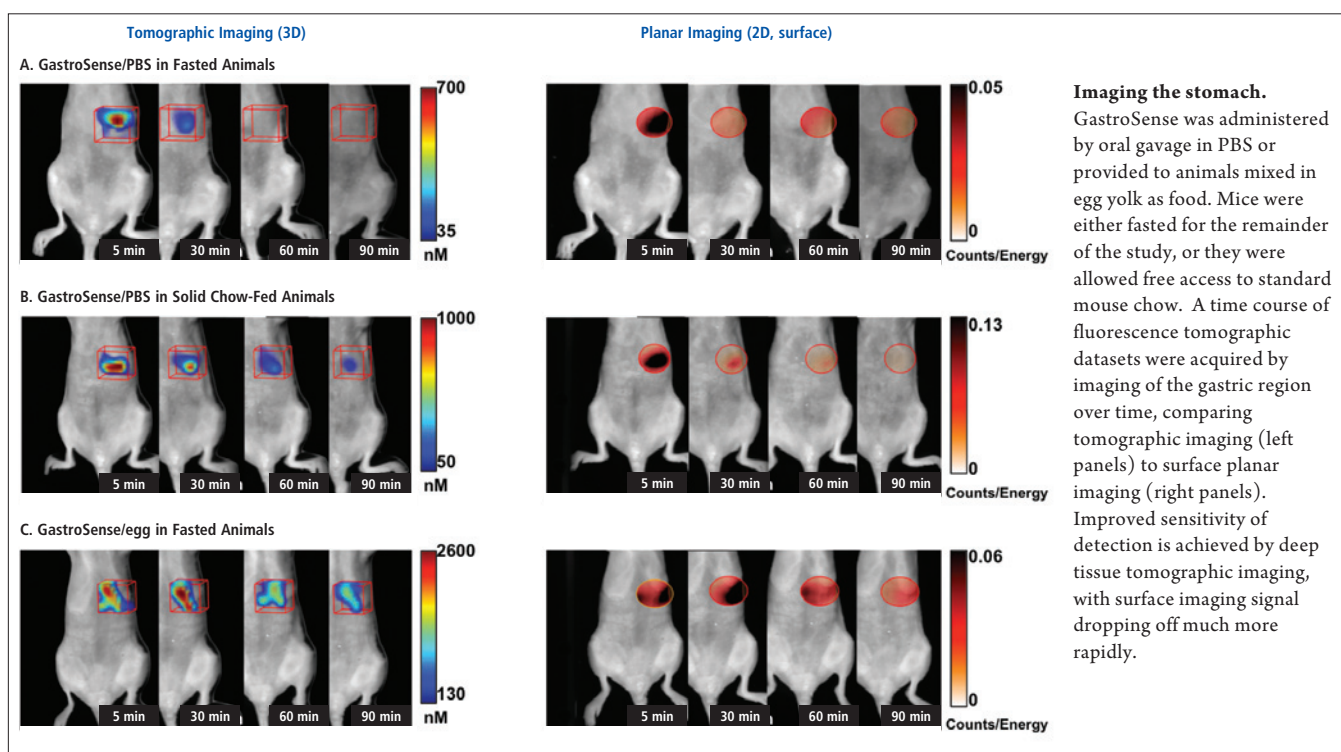 Tomographic Imaging (3D)
Planar Imaging (2D, surface)
A. GastroSense/PBS in Fasted Animals
700
35
nM
5 min
30 min
60 min
90 min
0.05
0
Counts/Energy
5 min
30 min
60 min
90 min
B. GastroSense/PBS in Solid Chow-Fed Animals
1000
50
nM
5 min
30 min
60 min
90 min
0.13
0
Counts/Energy
5 min
30 min
60 min
90 min
C. GastroSense/egg in Fasted Animals
2600
130
nM
5 min
30 min
60 min
90 min
0.06
0
Counts/Energy
5 min
30 min
60 min
90 min
Imaging the stomach.
GastroSense was administered
by oral gavage in PBS or
provided to animals mixed in
egg yolk as food. Mice were
either fasted for the remainder
of the study, or they were
allowed free access to standard
mouse chow. A time course of
fluorescence tomographic
datasets were acquired by
imaging of the gastric region
over time, comparing
tomographic imaging (left
panels) to surface planar
imaging (right panels).
Improved sensitivity of
detection is achieved by deep
tissue tomographic imaging,
with surface imaging signal
dropping off much more
rapidly.